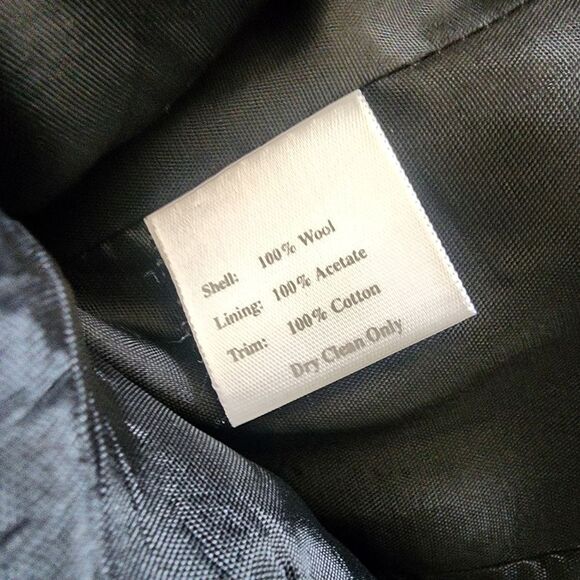 Shell: 100% Wool
Lining: 100% Acetate
Trim: 100% Cotton
Dry Clean Only